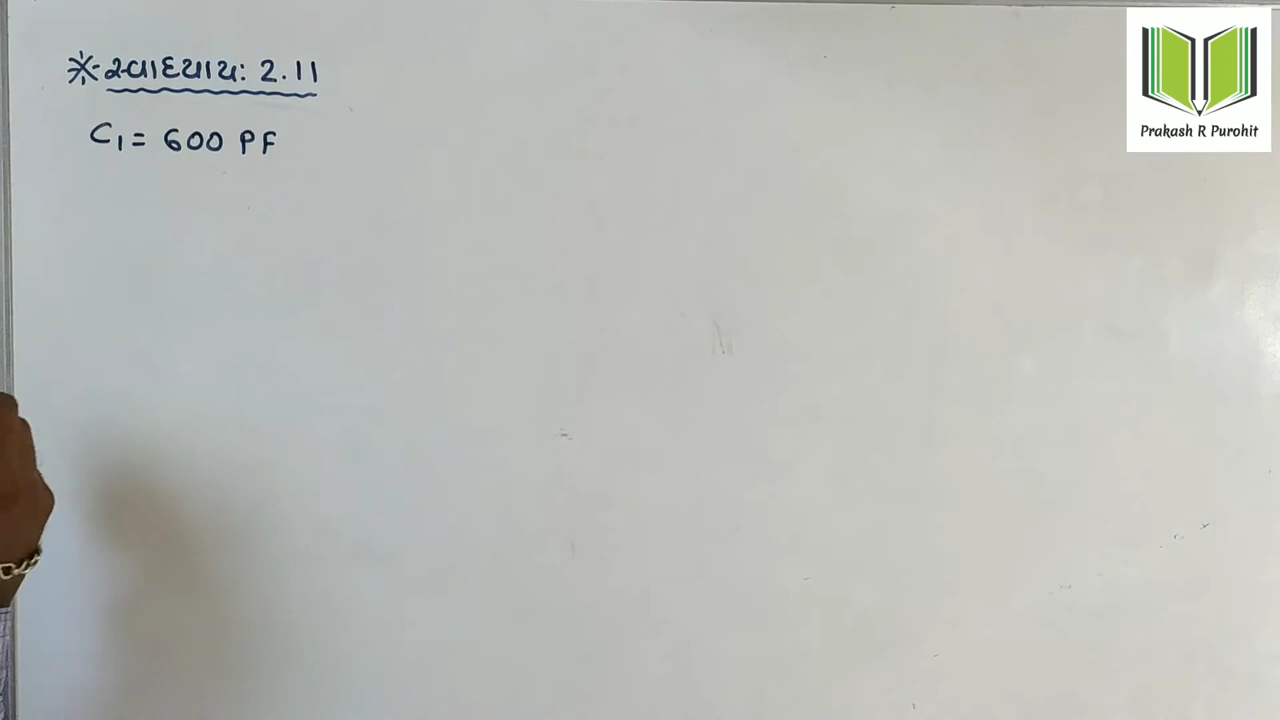 * સ્વાધ્યાય: 2.11
C₁ = 600 PF
Prakash R Purohit